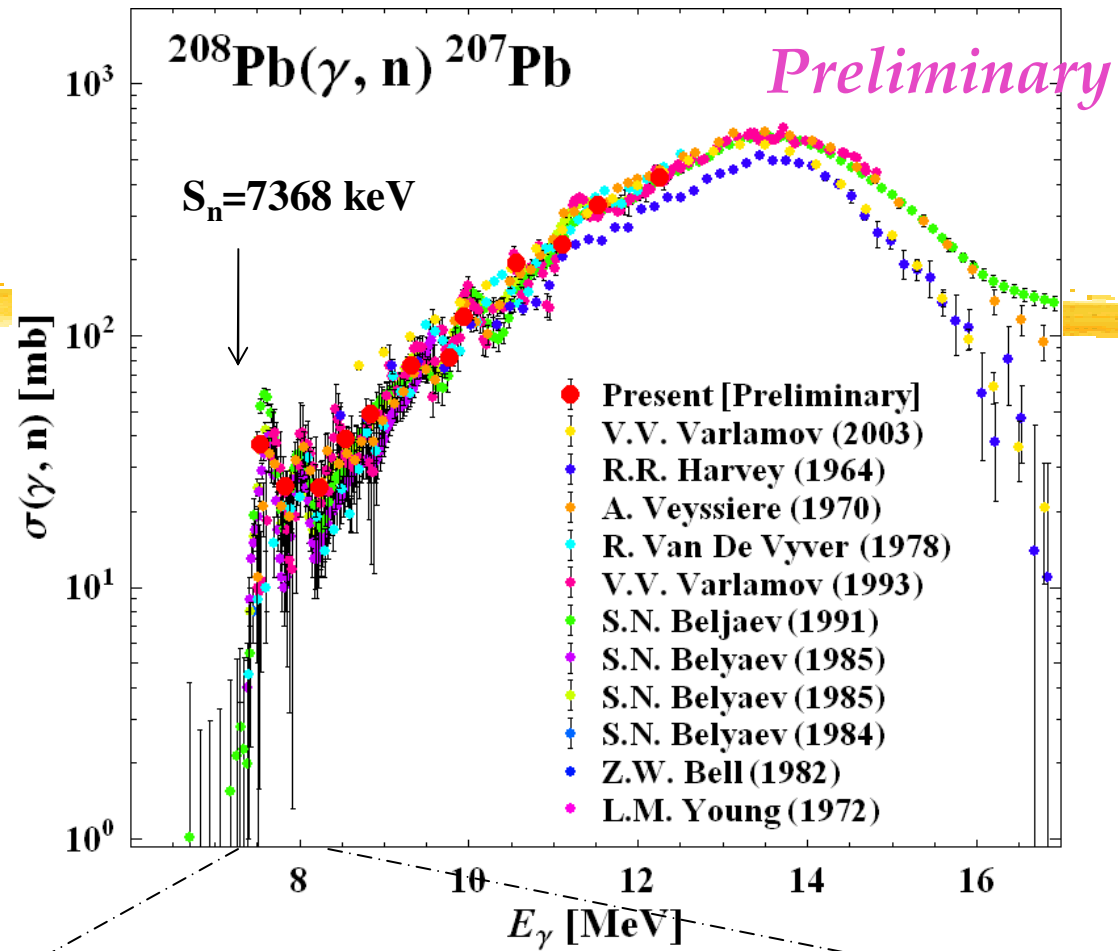 ²⁰⁸Pb(γ, n) ²⁰⁷Pb
Preliminary
Sₙ=7368 keV
σ(γ, n) [mb]
10³
10²
10¹
10⁰
Present [Preliminary]
V.V. Varlamov (2003)
R.R. Harvey (1964)
A. Veyssiere (1970)
R. Van De Vyver (1978)
V.V. Varlamov (1993)
S.N. Beljaev (1991)
S.N. Belyaev (1985)
S.N. Belyaev (1985)
S.N. Belyaev (1984)
Z.W. Bell (1982)
L.M. Young (1972)
8 10 12 14 16
Eᵧ [MeV]